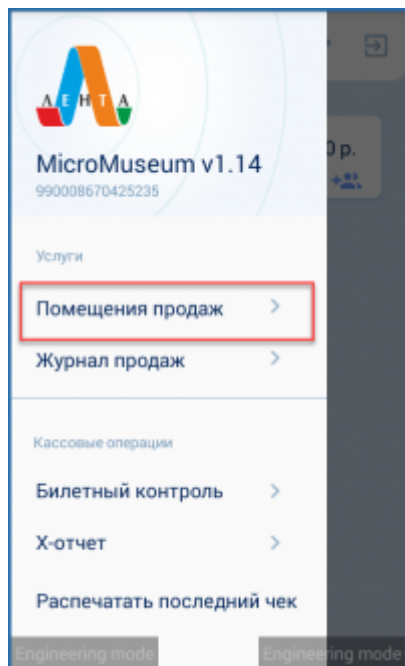 ЛЕНТА
MicroMuseum v1.14
990008670425235
0 р.
Услуги
Помещения продаж
Журнал продаж
Кассовые операции
Билетный контроль
X-отчет
Распечатать последний чек
Engineering mode
Engineering mode